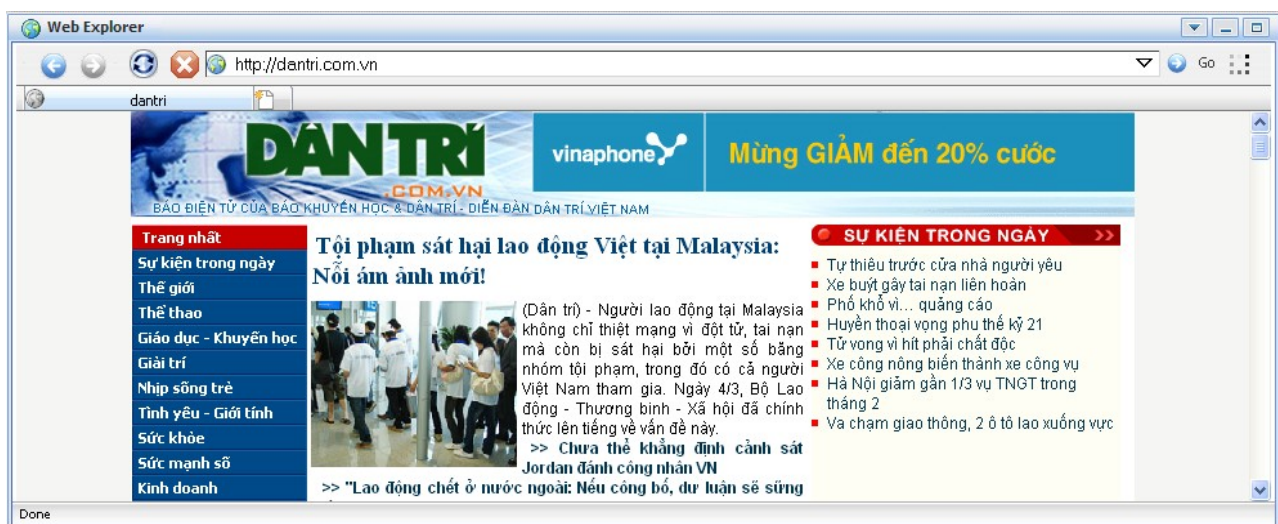 Web Explorer
http://dantri.com.vn
Go
dantri
DÂN TRÍ
.COM.VN
BÁO ĐIỆN TỬ CỦA BÁO KHUYẾN HỌC & DÂN TRÍ - DIỄN ĐÀN DÂN TRÍ VIỆT NAM
vinaphone
Mừng GIẢM đến 20% cước
Trang nhất
Sự kiện trong ngày
Thế giới
Thể thao
Giáo dục - Khuyến học
Giải trí
Nhịp sống trẻ
Tình yêu - Giới tính
Sức khỏe
Sức mạnh số
Kinh doanh
Tội phạm sát hại lao động Việt tại Malaysia:
Nỗi ám ảnh mới!
(Dân trí) - Người lao động tại Malaysia
không chỉ thiệt mạng vì đột tử, tai nạn
mà còn bị sát hại bởi một số băng
nhóm tội phạm, trong đó có cả người
Việt Nam tham gia. Ngày 4/3, Bộ Lao
động - Thương binh - Xã hội đã chính
thức lên tiếng về vấn đề này.
>> Chưa thể khẳng định cảnh sát
Jordan đánh công nhân VN
>> "Lao động chết ở nước ngoài: Nếu công bố, dư luận sẽ sững
SỰ KIỆN TRONG NGÀY >>
Tự thiêu trước cửa nhà người yêu
Xe buýt gây tai nạn liên hoàn
Phố khổ vì... quảng cáo
Huyền thoại vọng phu thế kỷ 21
Tử vong vì hít phải chất độc
Xe công nông biến thành xe công vụ
Hà Nội giảm gần 1/3 vụ TNGT trong
tháng 2
Va chạm giao thông, 2 ô tô lao xuống vực
Done